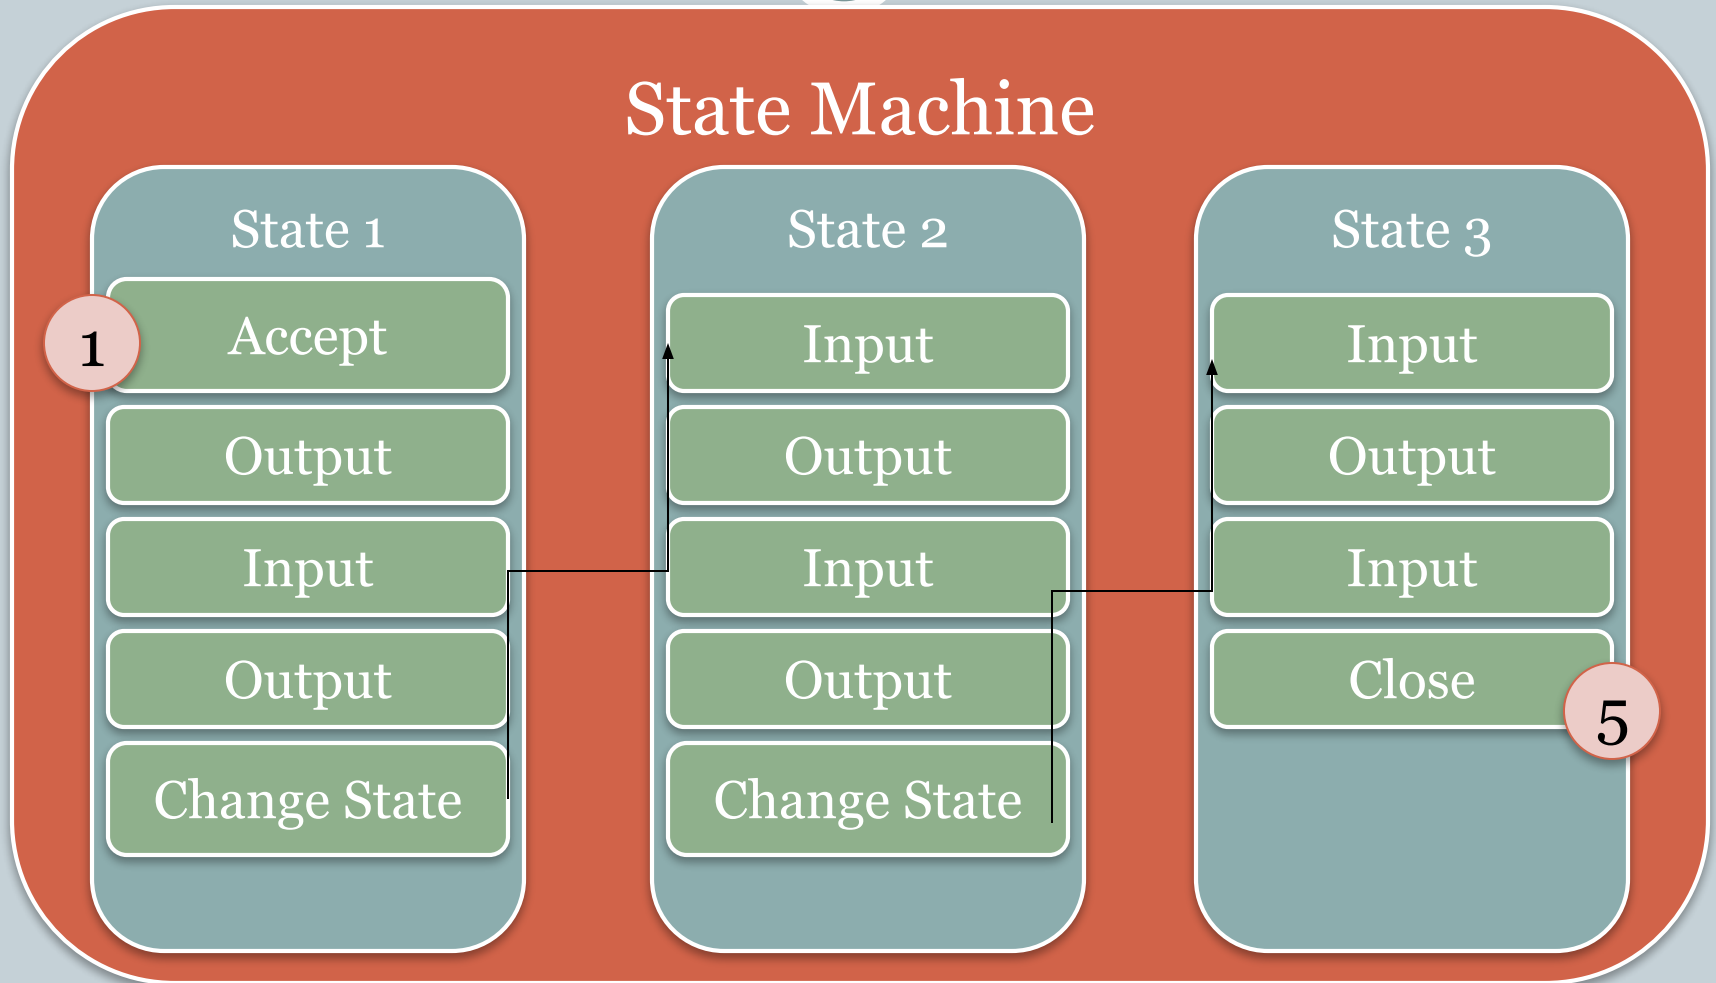 State Machine
State 1
1
Accept
Output
Input
Output
Change State
State 2
Input
Output
Input
Output
Change State
State 3
Input
Output
Input
Close
5